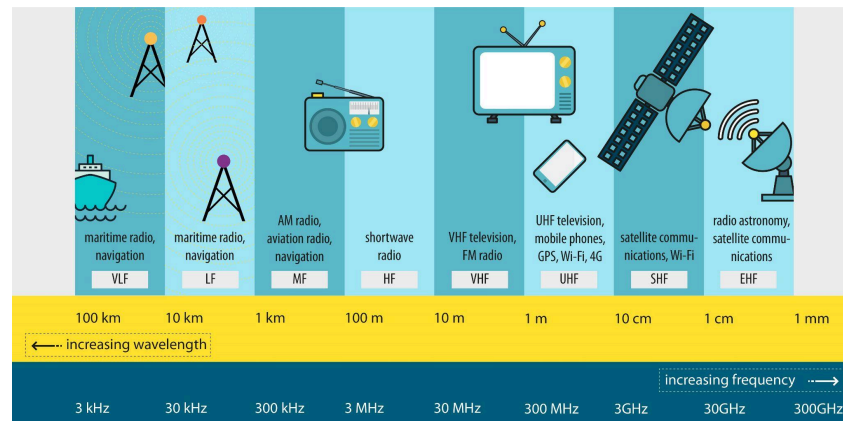 maritime radio,
navigation
VLF
maritime radio,
navigation
LF
AM radio,
aviation radio,
navigation
MF
shortwave
radio
HF
VHF television,
FM radio
VHF
UHF television,
mobile phones,
GPS, Wi-Fi, 4G
UHF
satellite commu-
nications, Wi-Fi
SHF
radio astronomy,
satellite commu-
nications
EHF
100 km 10 km 1 km 100 m 10 m 1 m 10 cm 1 cm 1 mm
increasing wavelength
increasing frequency
3 kHz 30 kHz 300 kHz 3 MHz 30 MHz 300 MHz 3GHz 30GHz 300GHz